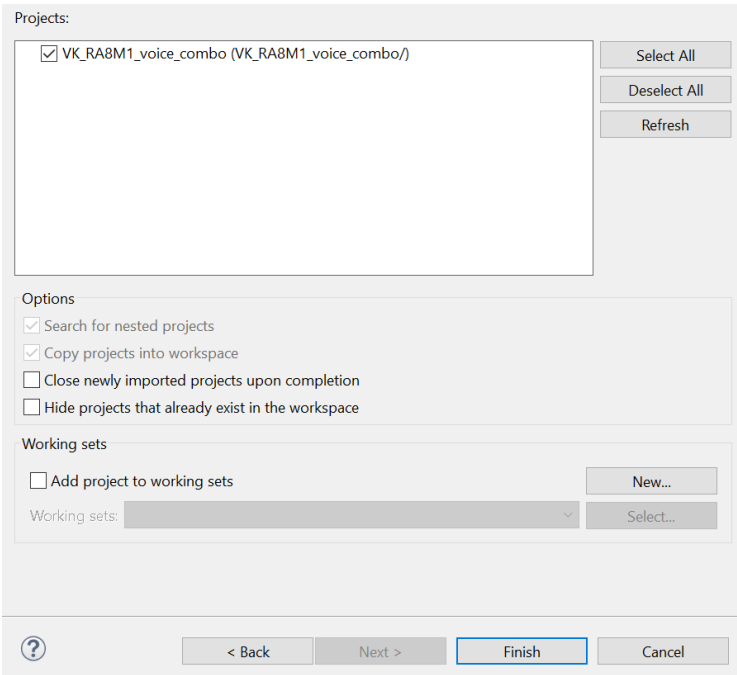 Projects:
VK_RA8M1_voice_combo (VK_RA8M1_voice_combo/)
Select All
Deselect All
Refresh
Options
Search for nested projects
Copy projects into workspace
Close newly imported projects upon completion
Hide projects that already exist in the workspace
Working sets
Add project to working sets
New...
Working sets:
Select...
?
< Back
Next >
Finish
Cancel